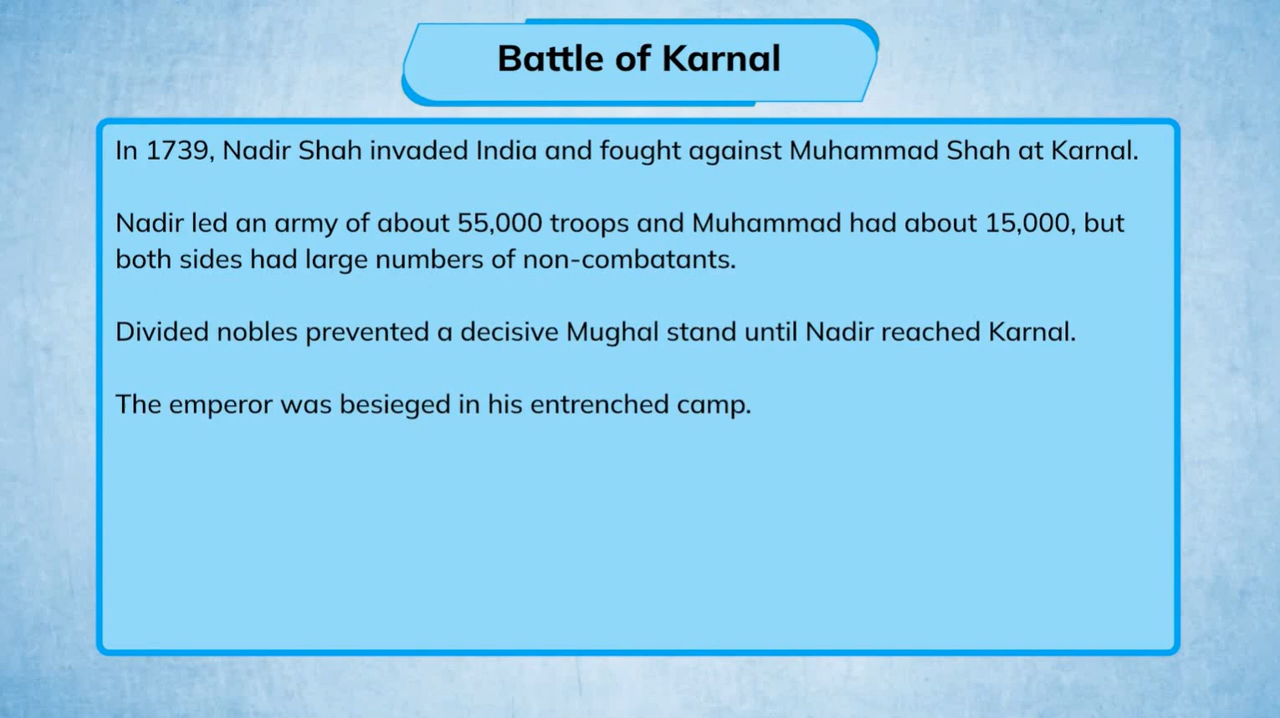 Battle of Karnal
In 1739, Nadir Shah invaded India and fought against Muhammad Shah at Karnal.
Nadir led an army of about 55,000 troops and Muhammad had about 15,000, but
both sides had large numbers of non-combatants.
Divided nobles prevented a decisive Mughal stand until Nadir reached Karnal.
The emperor was besieged in his entrenched camp.